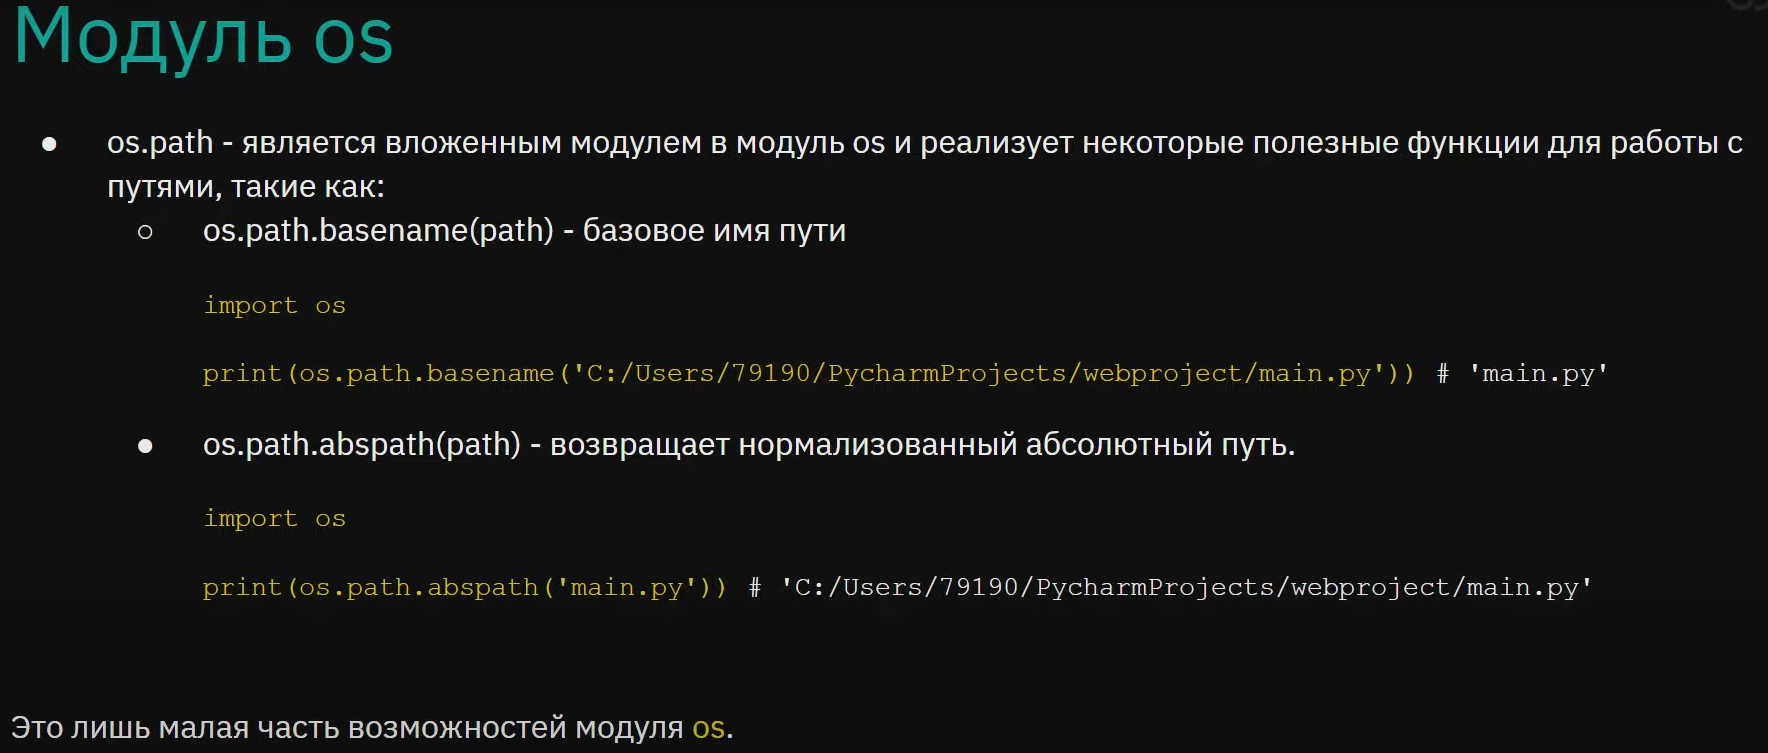 Модуль os
● os.path - является вложенным модулем в модуль os и реализует некоторые полезные функции для работы с
путями, такие как:
○ os.path.basename(path) - базовое имя пути
import os
print(os.path.basename('C:/Users/79190/PycharmProjects/webproject/main.py')) # 'main.py'
● os.path.abspath(path) - возвращает нормализованный абсолютный путь.
import os
print(os.path.abspath('main.py')) # 'C:/Users/79190/PycharmProjects/webproject/main.py'
Это лишь малая часть возможностей модуля os.